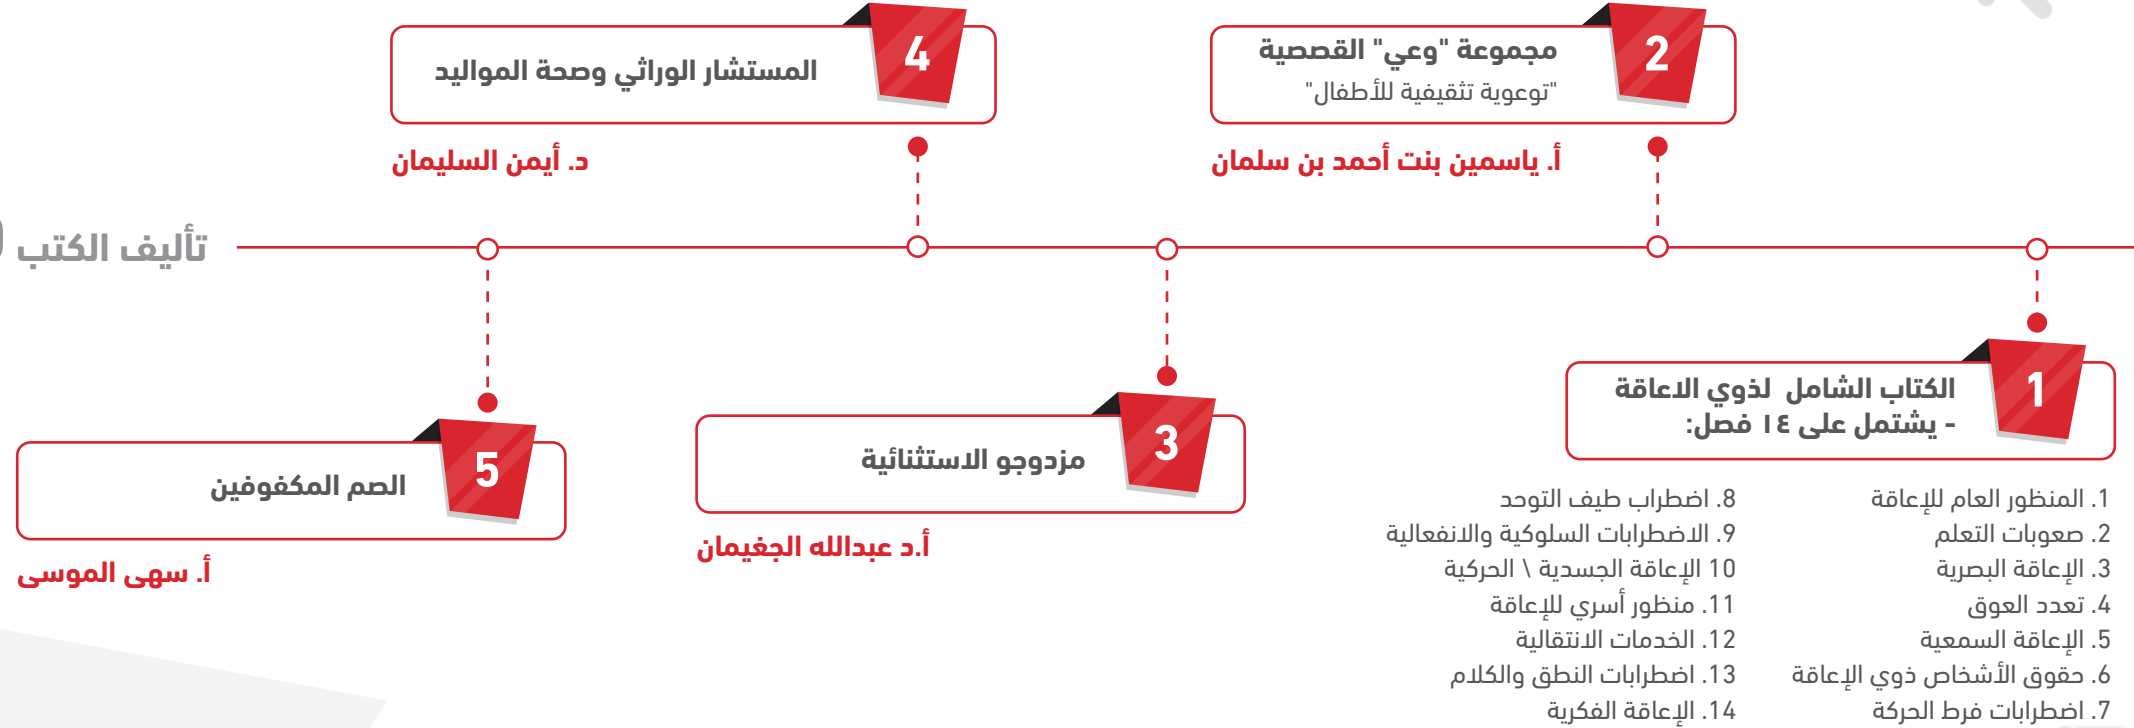 2
مجموعة "وعي" القصصية
"توعوية تثقيفية للأطفال"
أ. ياسمين بنت أحمد بن سلمان
4
المستشار الوراثي وصحة المواليد
د. أيمن السليمان
تأليف الكتب
1
الكتاب الشامل لذوي الاعاقة
- يشتمل على ١٤ فصل:
1. المنظور العام للإعاقة
2. صعوبات التعلم
3. الإعاقة البصرية
4. تعدد العوق
5. الإعاقة السمعية
6. حقوق الأشخاص ذوي الإعاقة
7. اضطرابات فرط الحركة
8. اضطراب طيف التوحد
9. الاضطرابات السلوكية والانفعالية
10 الإعاقة الجسدية \ الحركية
11. منظور أسري للإعاقة
12. الخدمات الانتقالية
13. اضطرابات النطق والكلام
14. الإعاقة الفكرية
3
مزدوجو الاستثنائية
أ.د عبدالله الجغيمان
5
الصم المكفوفين
أ. سهى الموسى